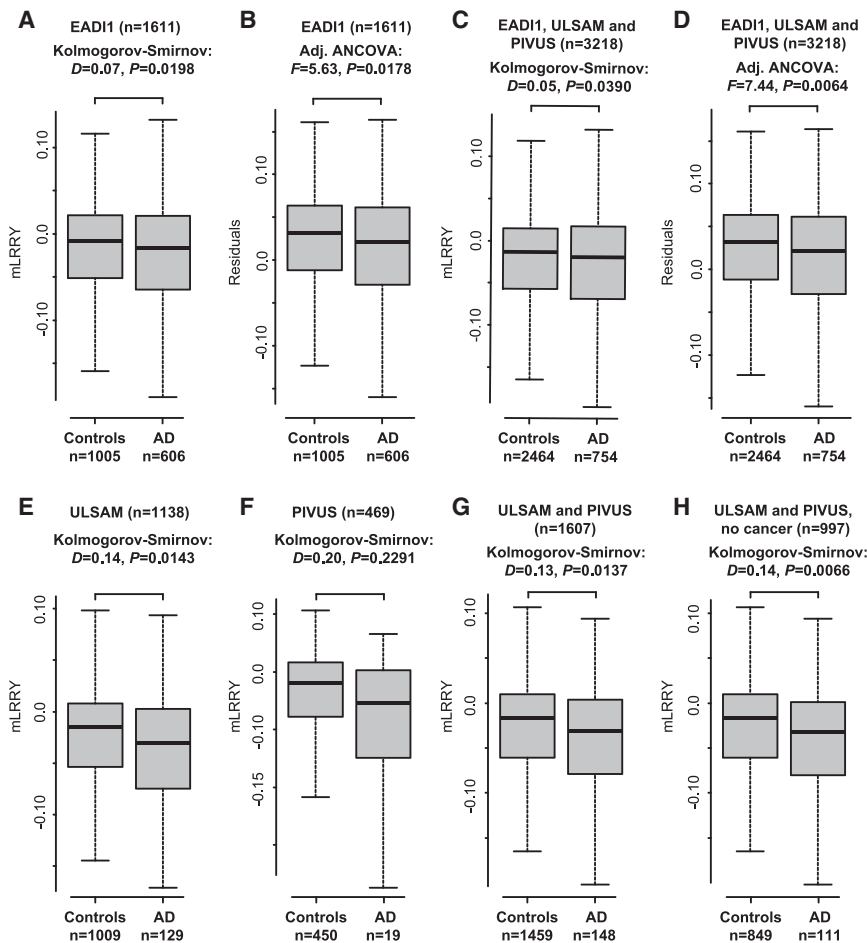 A
EADI1 (n=1611)
Kolmogorov-Smirnov:
D=0.07, P=0.0198
mLRRY
0.10
0.0
-0.10
Controls AD
n=1005 n=606
B
EADI1 (n=1611)
Adj. ANCOVA:
F=5.63, P=0.0178
Residuals
0.10
0.0
-0.10
Controls AD
n=1005 n=606
C
EADI1, ULSAM and
PIVUS (n=3218)
Kolmogorov-Smirnov:
D=0.05, P=0.0390
mLRRY
0.10
0.0
-0.10
Controls AD
n=2464 n=754
D
EADI1, ULSAM and
PIVUS (n=3218)
Adj. ANCOVA:
F=7.44, P=0.0064
Residuals
0.10
0.0
-0.10
Controls AD
n=2464 n=754
E
ULSAM (n=1138)
Kolmogorov-Smirnov:
D=0.14, P=0.0143
mLRRY
0.10
0.0
-0.10
Controls AD
n=1009 n=129
F
PIVUS (n=469)
Kolmogorov-Smirnov:
D=0.20, P=0.2291
mLRRY
0.10
0.0
-0.10
-0.15
Controls AD
n=450 n=19
G
ULSAM and PIVUS
(n=1607)
Kolmogorov-Smirnov:
D=0.13, P=0.0137
mLRRY
0.10
0.0
-0.10
Controls AD
n=1459 n=148
H
ULSAM and PIVUS,
no cancer (n=997)
Kolmogorov-Smirnov:
D=0.14, P=0.0066
mLRRY
0.10
0.0
-0.10
Controls AD
n=849 n=111